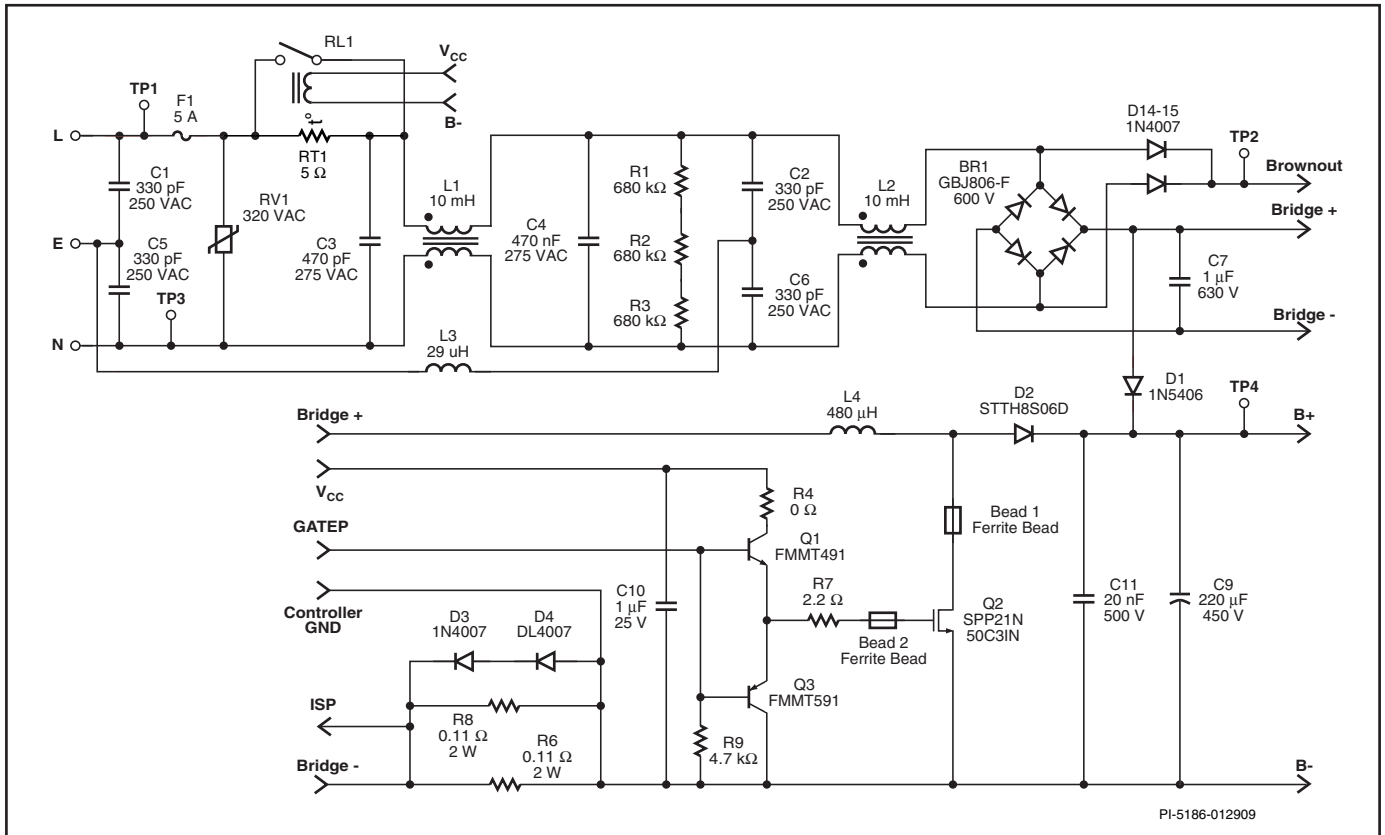 RL1
VCC
B-
TP1
F1
5 A
L
t°
RT1
5 Ω
C1
330 pF
250 VAC
RV1
320 VAC
E
C5
330 pF
250 VAC
TP3
C3
470 pF
275 VAC
N
L1
10 mH
L3
29 uH
C4
470 nF
275 VAC
R1
680 kΩ
R2
680 kΩ
R3
680 kΩ
C2
330 pF
250 VAC
C6
330 pF
250 VAC
L2
10 mH
BR1
GBJ806-F
600 V
D14-15
1N4007
TP2
Brownout
Bridge +
C7
1 μF
630 V
Bridge -
D1
1N5406
TP4
Bridge +
L4
480 μH
D2
STTH8S06D
B+
VCC
R4
0 Ω
GATEP
Q1
FMMT491
Bead 1
Ferrite Bead
Controller
GND
C10
1 μF
25 V
R7
2.2 Ω
Bead 2
Ferrite Bead
Q2
SPP21N
50C3IN
C11
20 nF
500 V
C9
220 μF
450 V
D3
1N4007
D4
DL4007
Q3
FMMT591
ISP
R8
0.11 Ω
2 W
R6
0.11 Ω
2 W
R9
4.7 kΩ
Bridge -
B-
PI-5186-012909